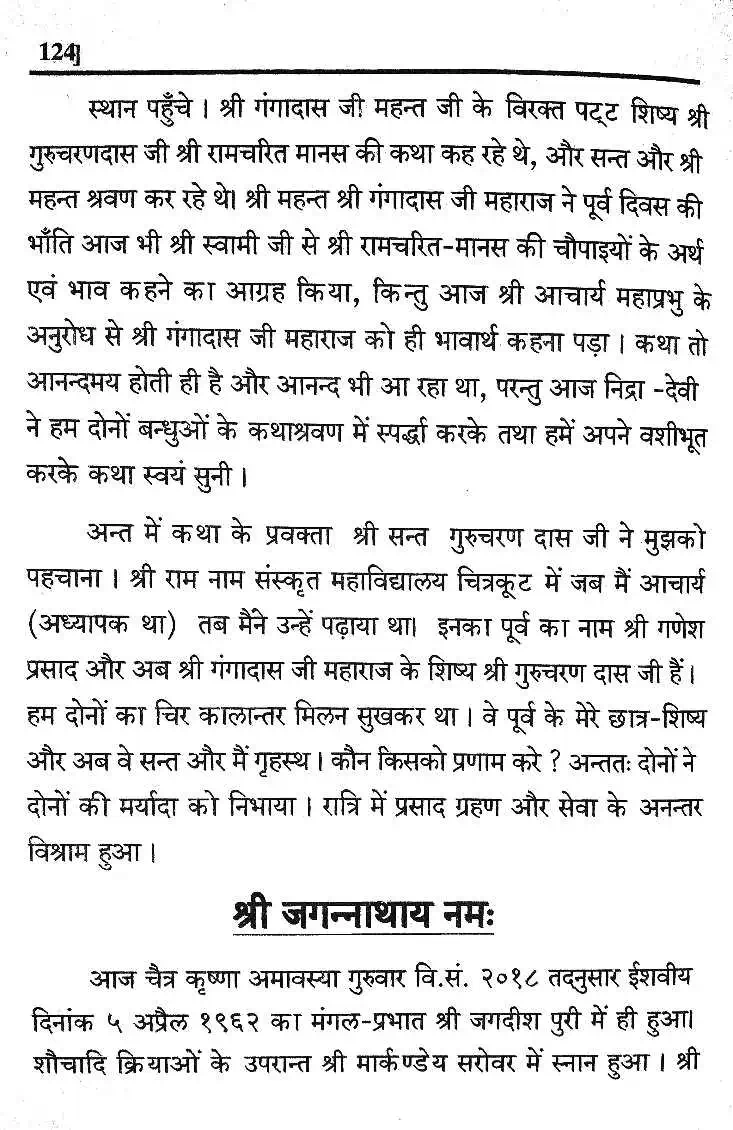 124]
स्थान पहुँचे । श्री गंगादास जी महन्त जी के विरक्त पट्ट शिष्य श्री
गुरुचरणदास जी श्री रामचरित मानस की कथा कह रहे थे, और सन्त और श्री
महन्त श्रवण कर रहे थे। श्री महन्त श्री गंगादास जी महाराज ने पूर्व दिवस की
भाँति आज भी श्री स्वामी जी से श्री रामचरित-मानस की चौपाइयों के अर्थ
एवं भाव कहने का आग्रह किया, किन्तु आज श्री आचार्य महाप्रभु के
अनुरोध से श्री गंगादास जी महाराज को ही भावार्थ कहना पड़ा । कथा तो
आनन्दमय होती ही है और आनन्द भी आ रहा था, परन्तु आज निद्रा -देवी
ने हम दोनों बन्धुओं के कथाश्रवण में स्पर्द्धा करके तथा हमें अपने वशीभूत
करके कथा स्वयं सुनी ।
अन्त में कथा के प्रवक्ता श्री सन्त गुरुचरण दास जी ने मुझको
पहचाना । श्री राम नाम संस्कृत महाविद्यालय चित्रकूट में जब मैं आचार्य
(अध्यापक था) तब मैंने उन्हें पढ़ाया था। इनका पूर्व का नाम श्री गणेश
प्रसाद और अब श्री गंगादास जी महाराज के शिष्य श्री गुरुचरण दास जी हैं।
हम दोनों का चिर कालान्तर मिलन सुखकर था । वे पूर्व के मेरे छात्र-शिष्य
और अब वे सन्त और मैं गृहस्थ । कौन किसको प्रणाम करे ? अन्ततः दोनों ने
दोनों की मर्यादा को निभाया । रात्रि में प्रसाद ग्रहण और सेवा के अनन्तर
विश्राम हुआ ।
श्री जगन्नाथाय नमः
आज चैत्र कृष्णा अमावस्या गुरुवार वि.सं. २०१८ तदनुसार ईशवीय
दिनांक ५ अप्रैल १९६२ का मंगल-प्रभात श्री जगदीश पुरी में ही हुआ।
शौचादि क्रियाओं के उपरान्त श्री मार्कण्डेय सरोवर में स्नान हुआ । श्री